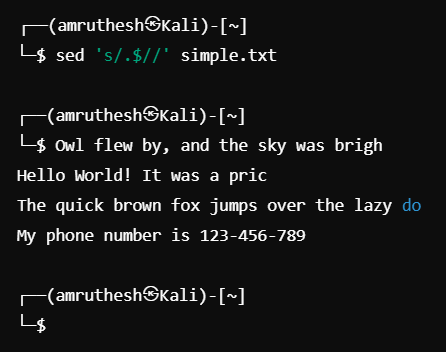 ┌──(amruthesh㉿Kali)-[~]
└─$ sed 's/.$//' simple.txt
┌──(amruthesh㉿Kali)-[~]
└─$ Owl flew by, and the sky was brigh
Hello World! It was a pric
The quick brown fox jumps over the lazy do
My phone number is 123-456-789
┌──(amruthesh㉿Kali)-[~]
└─$